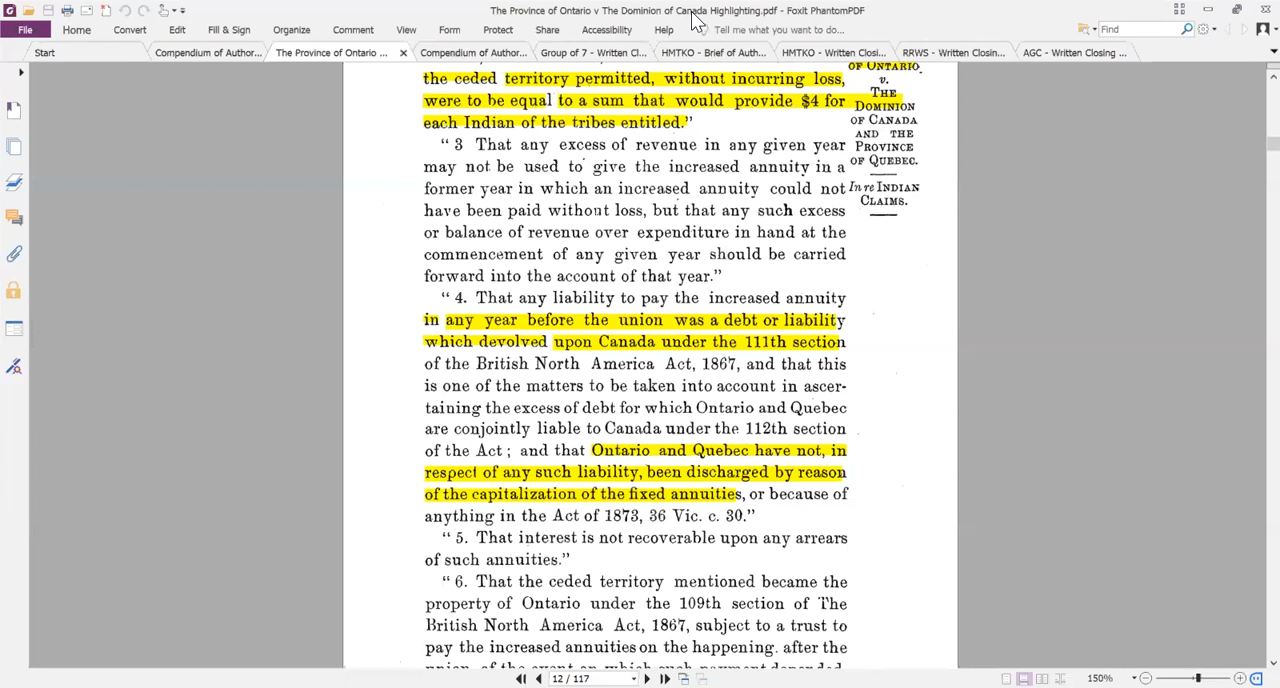 The Province of Ontario v The Dominion of Canada Highlighting.pdf - Foxit PhantomPDF
File Home Convert Edit Fill & Sign Organize Comment View Form Protect Share Accessibility Help Tell me what you want to do... Find
Start Compendium of Author... The Province of Ontario ... Compendium of Author... Group of 7 - Written Cl... HMTKO - Brief of Auth... HMTKO - Written Closi... RRWS - Written Closin... AGC - Written Closing ...
the ceded territory permitted, without incurring loss,
were to be equal to a sum that would provide $4 for
each Indian of the tribes entitled.”
“ 3 That any excess of revenue in any given year
may not be used to give the increased annuity in a
former year in which an increased annuity could not
have been paid without loss, but that any such excess
or balance of revenue over expenditure in hand at the
commencement of any given year should be carried
forward into the account of that year.”
“ 4. That any liability to pay the increased annuity
in any year before the union was a debt or liability
which devolved upon Canada under the 111th section
of the British North America Act, 1867, and that this
is one of the matters to be taken into account in ascer-
taining the excess of debt for which Ontario and Quebec
are conjointly liable to Canada under the 112th section
of the Act ; and that Ontario and Quebec have not, in
respect of any such liability, been discharged by reason
of the capitalization of the fixed annuities, or because of
anything in the Act of 1873, 36 Vic. c. 30.”
“ 5. That interest is not recoverable upon any arrears
of such annuities.”
“ 6. That the ceded territory mentioned became the
property of Ontario under the 109th section of The
British North America Act, 1867, subject to a trust to
pay the increased annuities on the happening. after the
union, of the event on which such payment depended,
OF ONTARIO
v.
THE
DOMINION
OF CANADA
AND THE
PROVINCE
OF QUEBEC.
In re INDIAN
CLAIMS.
12 / 117
150%